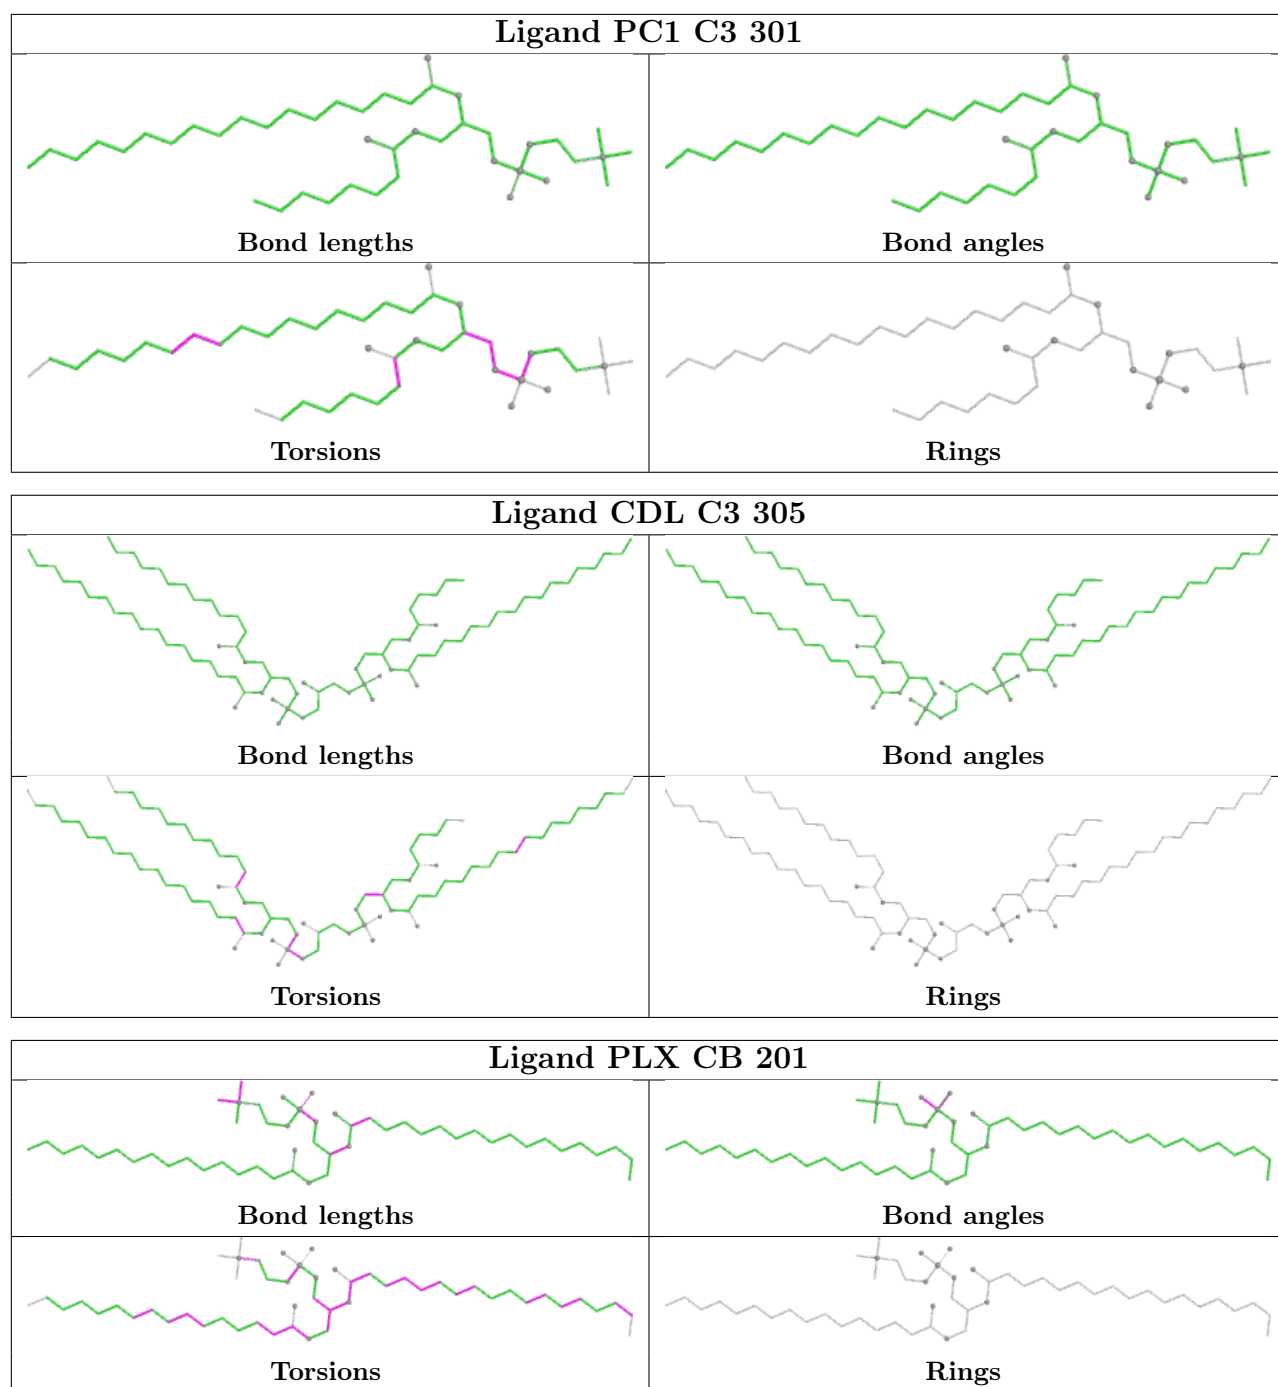 Ligand PC1 C3 301
Bond lengths
Bond angles
Torsions
Rings
Ligand CDL C3 305
Bond lengths
Bond angles
Torsions
Rings
Ligand PLX CB 201
Bond lengths
Bond angles
Torsions
Rings